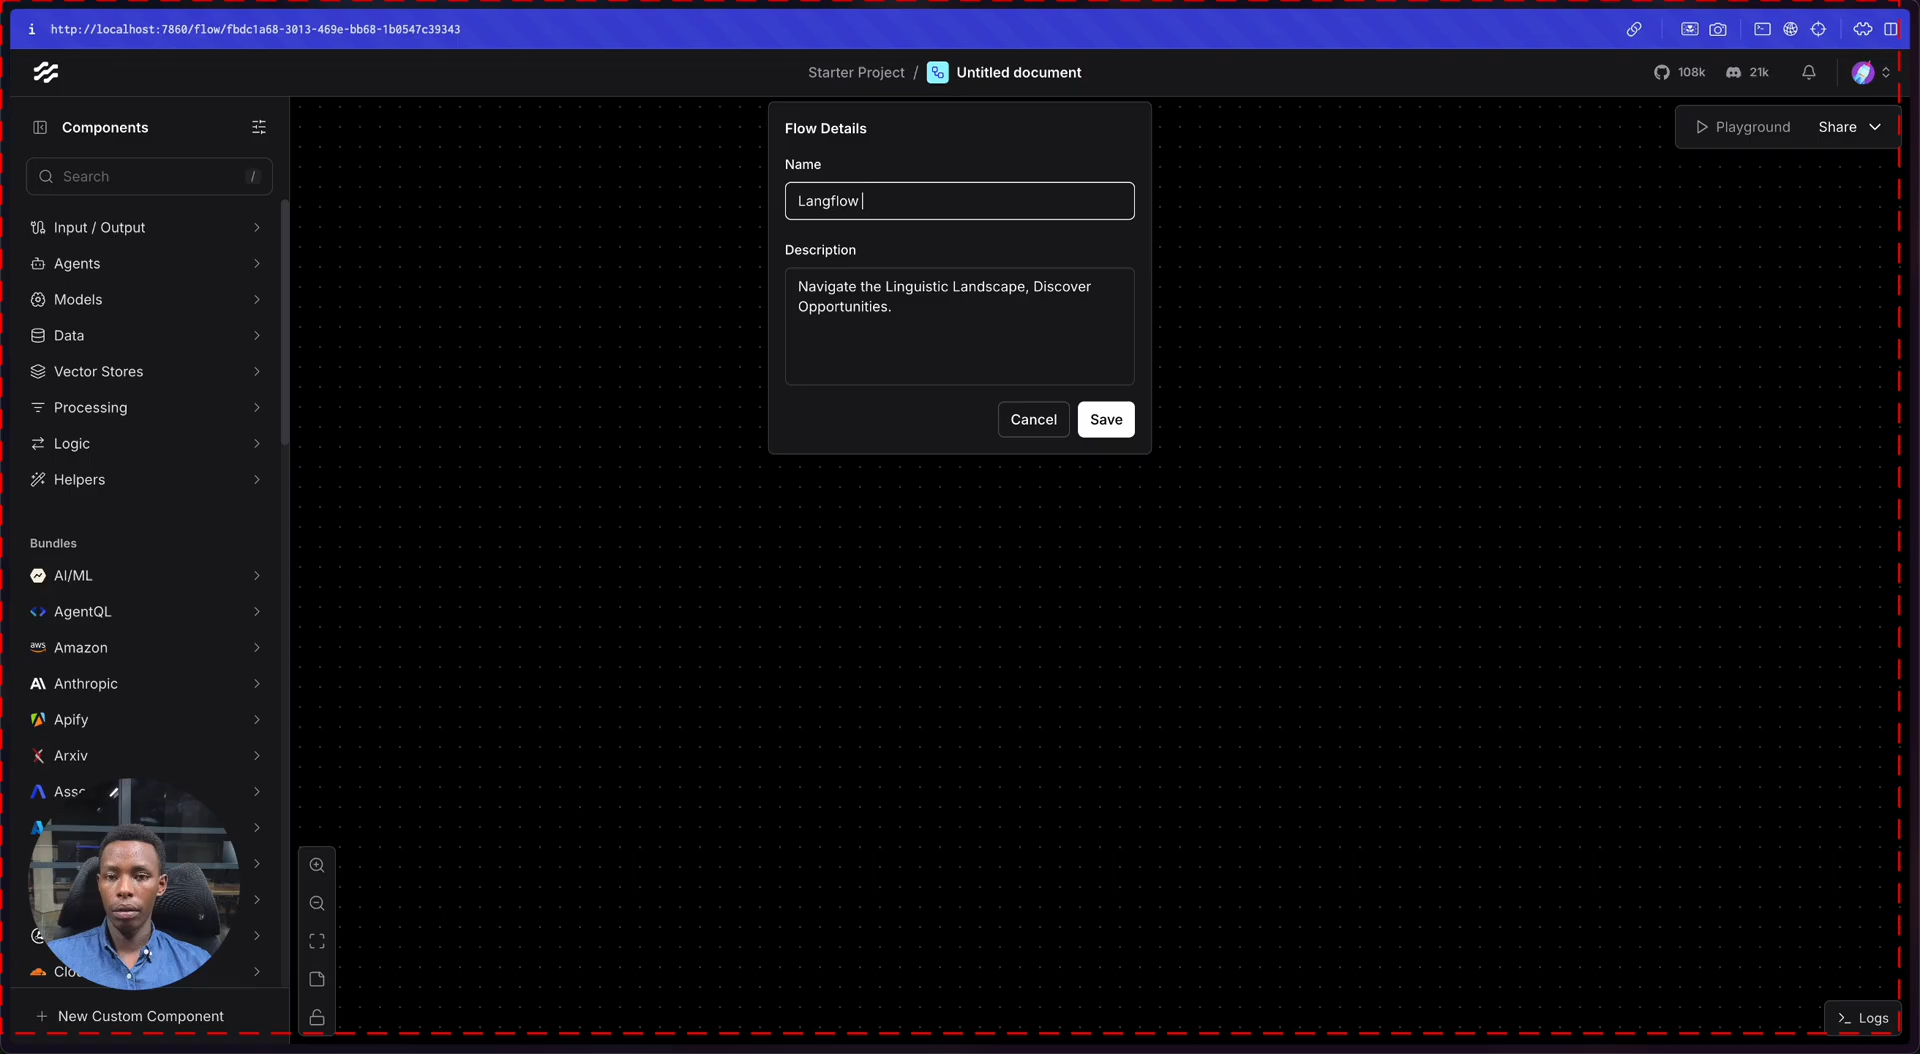 http://localhost:7860/flow/fbdc1a68-3013-469e-bb68-1b0547c39343
Starter Project / Untitled document
108k
21k
Components
Search /
Input / Output
Agents
Models
Data
Vector Stores
Processing
Logic
Helpers
Bundles
AI/ML
AgentQL
aws Amazon
Anthropic
Apify
Arxiv
New Custom Component
Flow Details
Name
Langflow
Description
Navigate the Linguistic Landscape, Discover
Opportunities.
Cancel
Save
Playground
Share
Logs